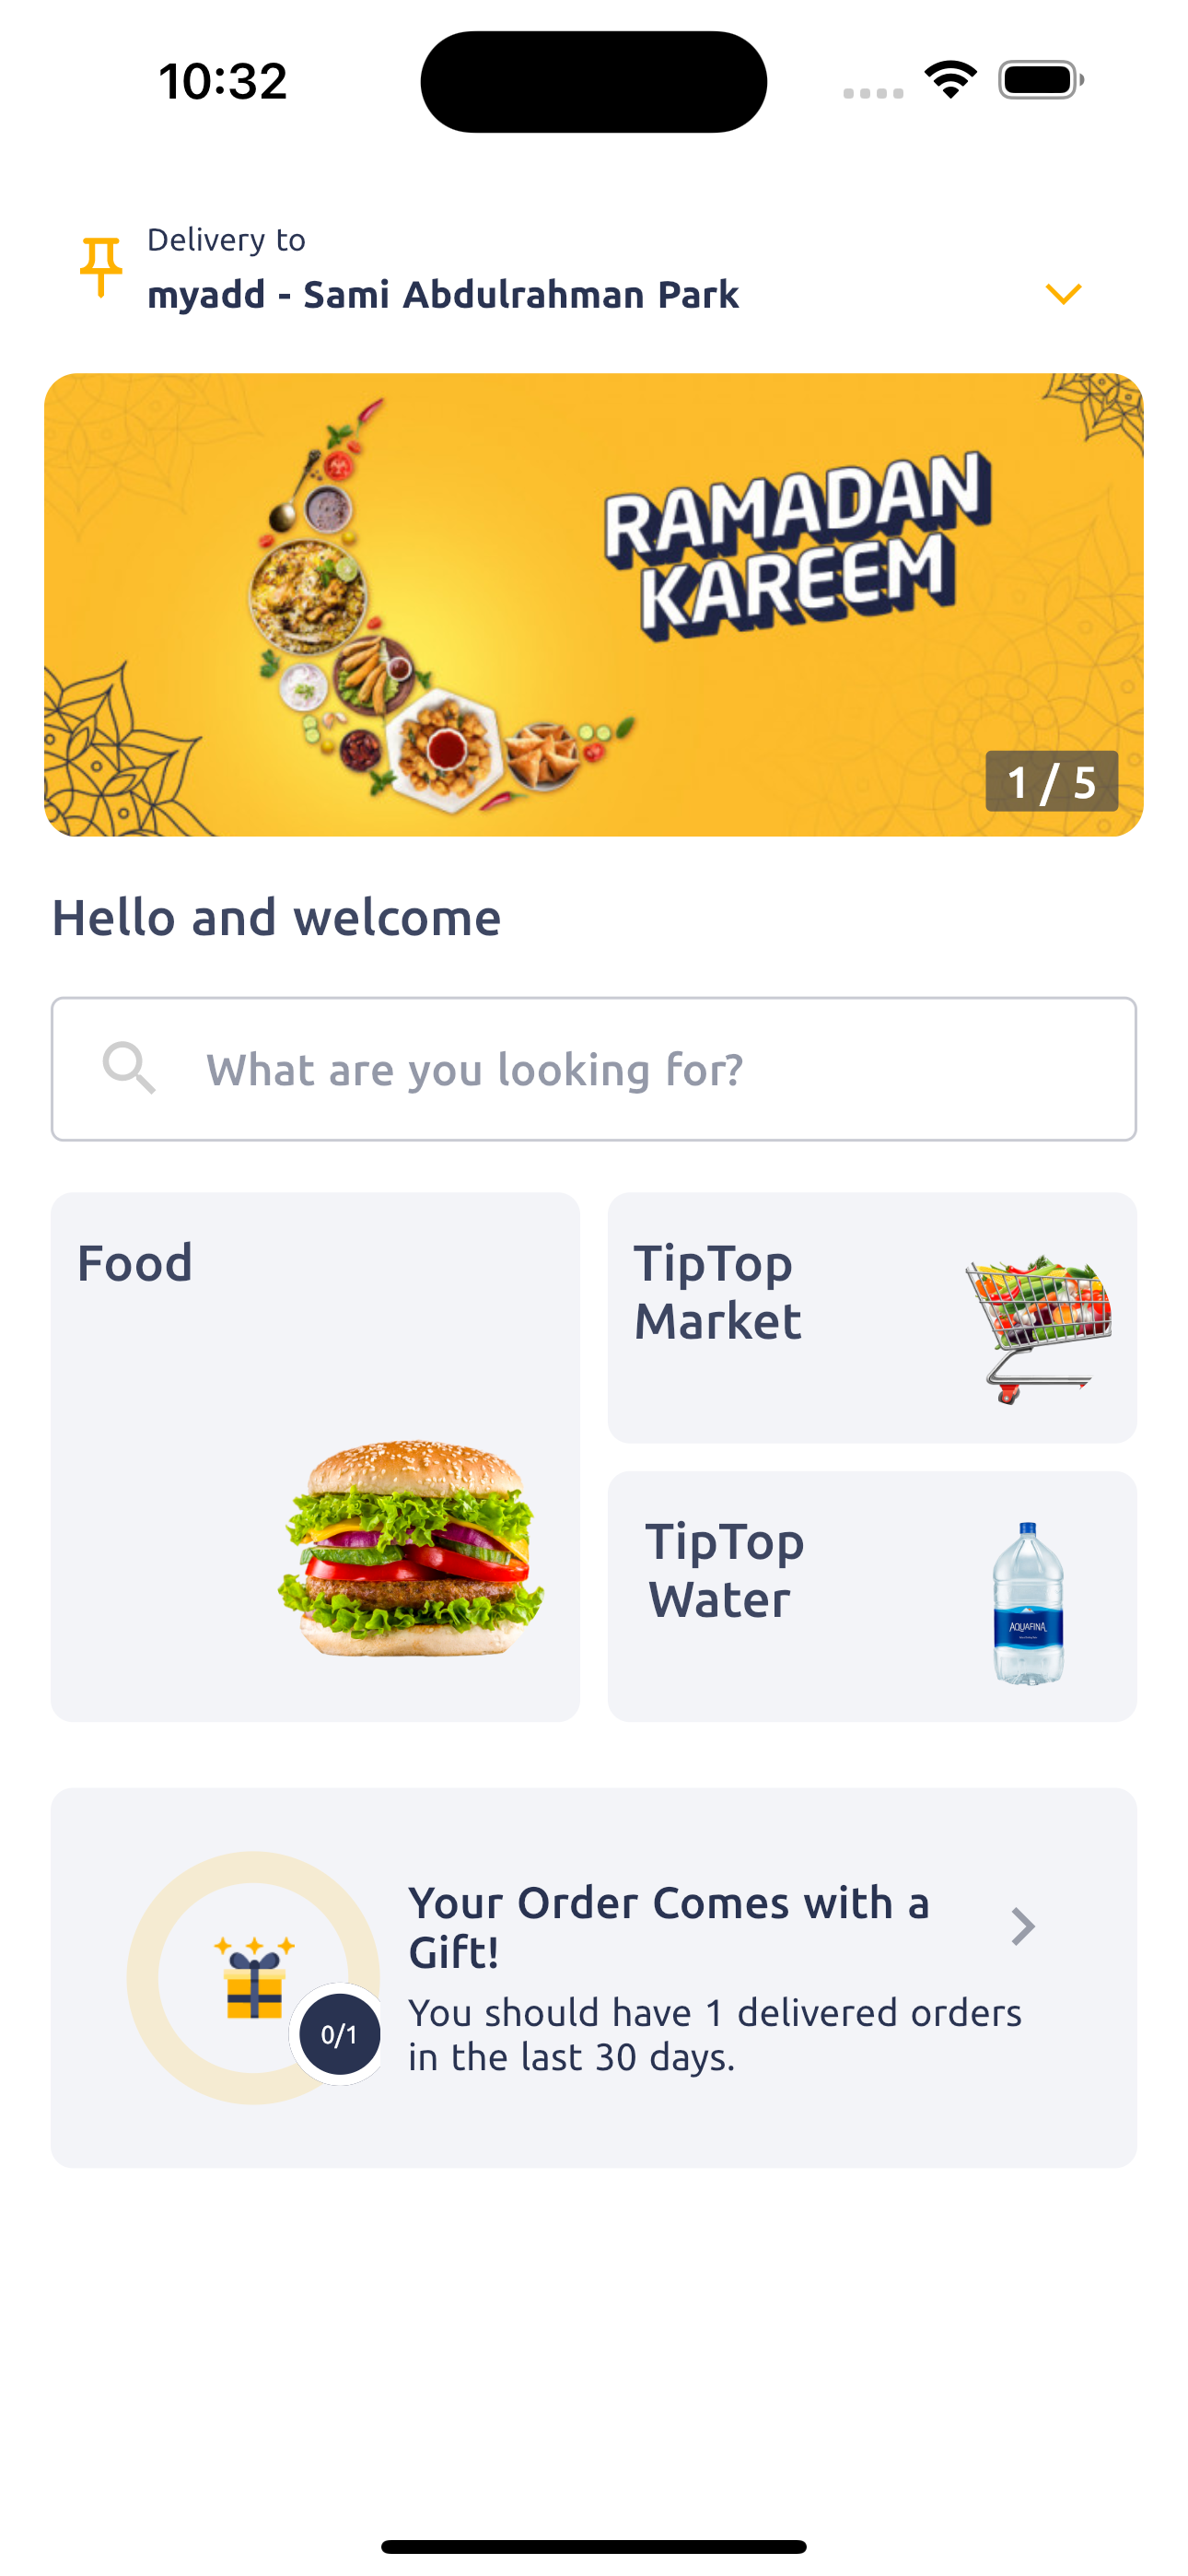 10:32
Delivery to
myadd - Sami Abdulrahman Park
RAMADAN
KAREEM
1 / 5
Hello and welcome
What are you looking for?
Food
TipTop
Market
TipTop
Water
AQUAFINA
Your Order Comes with a
Gift!
0/1
You should have 1 delivered orders
in the last 30 days.